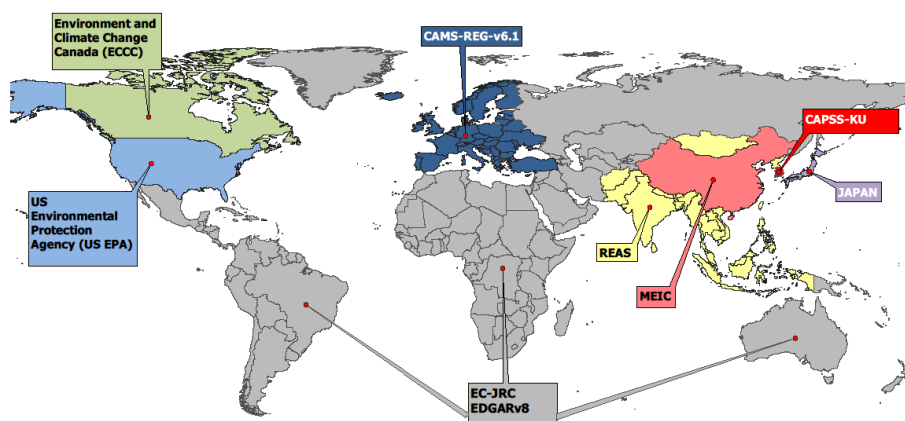 Environment and
Climate Change
Canada (ECCC)
CAMS-REG-v6.1
CAPSS-KU
JAPAN
US
Environmental
Protection
Agency (US EPA)
REAS
MEIC
EC-JRC
EDGARv8